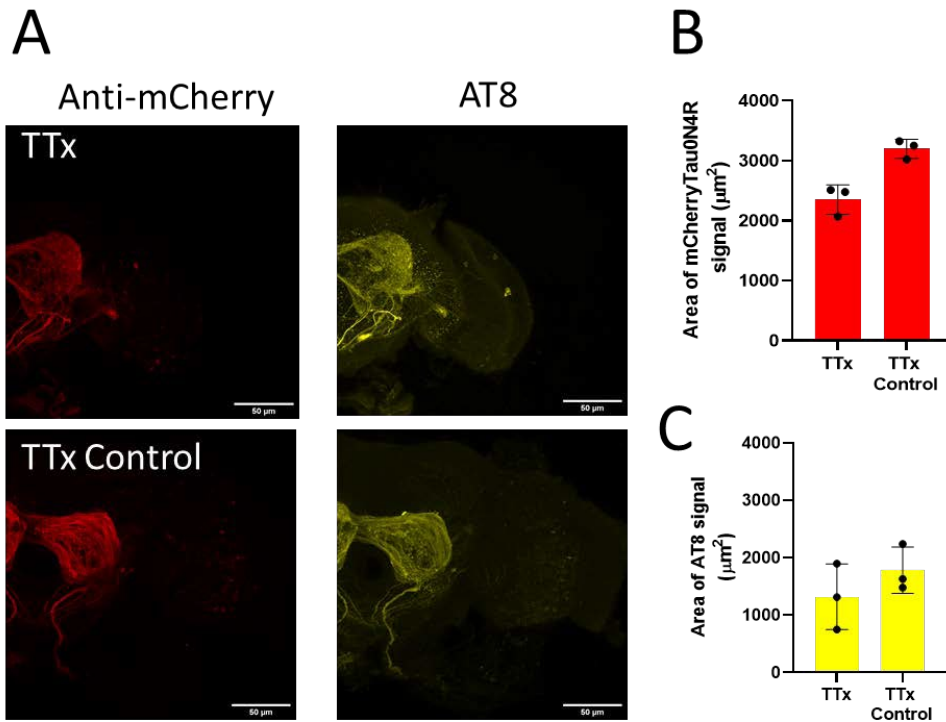 A
Anti-mCherry
AT8
TTx
50 µm
50 µm
TTx Control
50 µm
50 µm
B
Area of mCherryTau0N4R
signal (µm²)
4000
3000
2000
1000
0
TTx
TTx
Control
C
Area of AT8 signal
(µm²)
4000
3000
2000
1000
0
TTx
TTx
Control